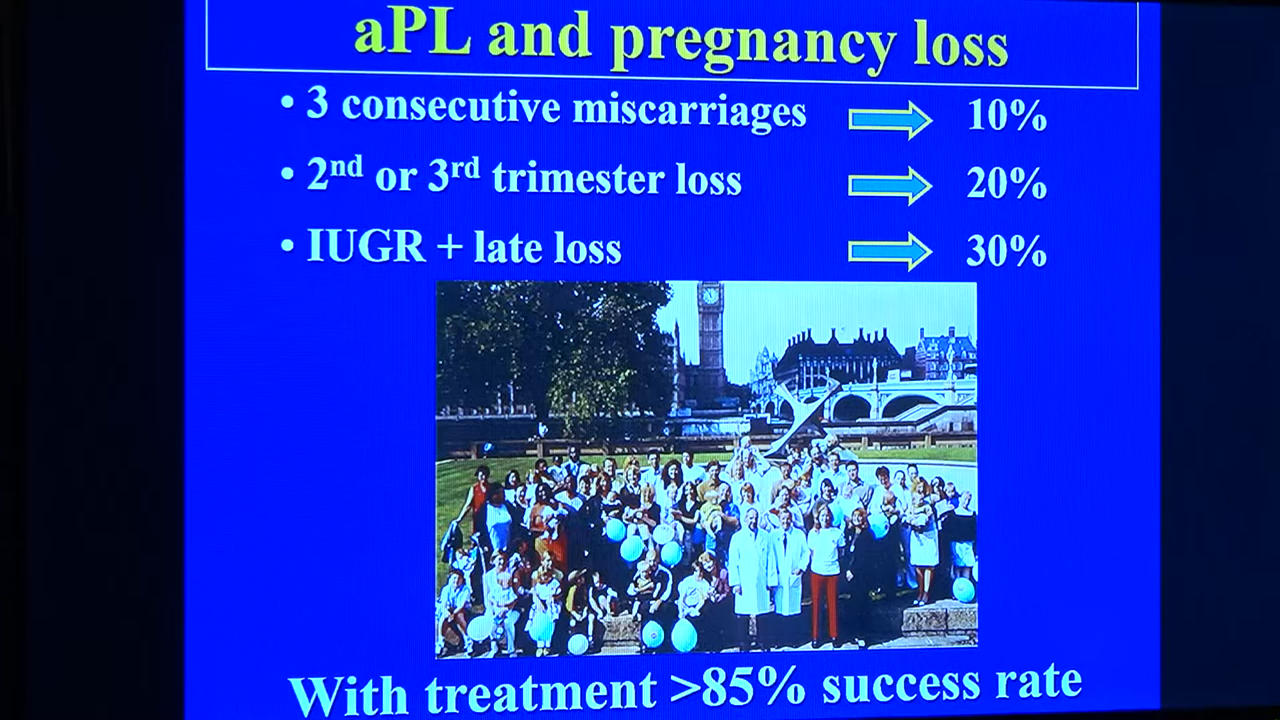 aPL and pregnancy loss
• 3 consecutive miscarriages 10%
• 2nd or 3rd trimester loss 20%
• IUGR + late loss 30%
With treatment >85% success rate